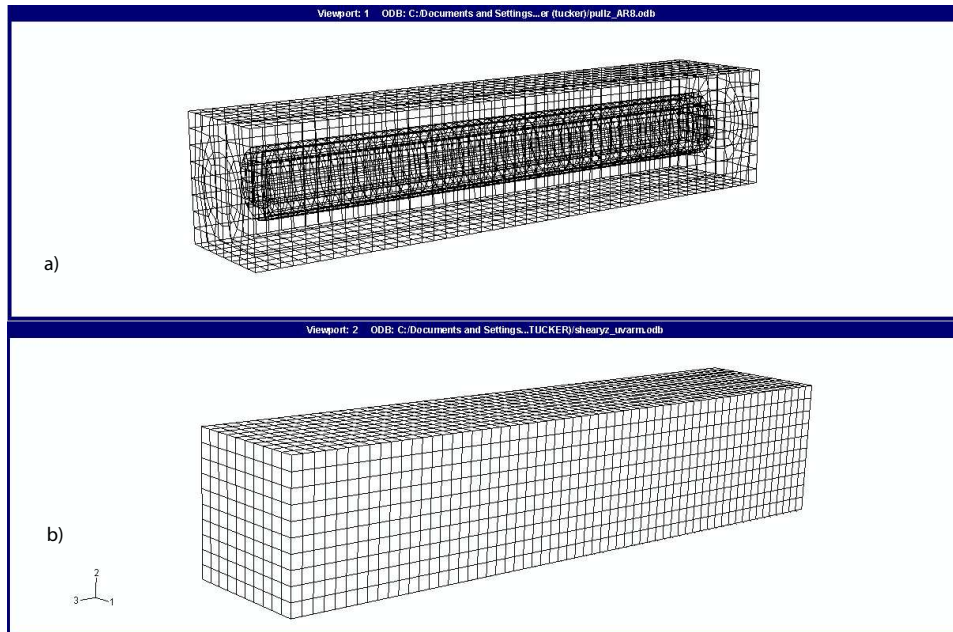 Viewport: 1 ODB: C:/Documents and Settings...er (tucker)/pullz_AR8.odb
a)
Viewport: 2 ODB: C:/Documents and Settings...TUCKER)/shearyz_uvarm.odb
b)
2
3 1